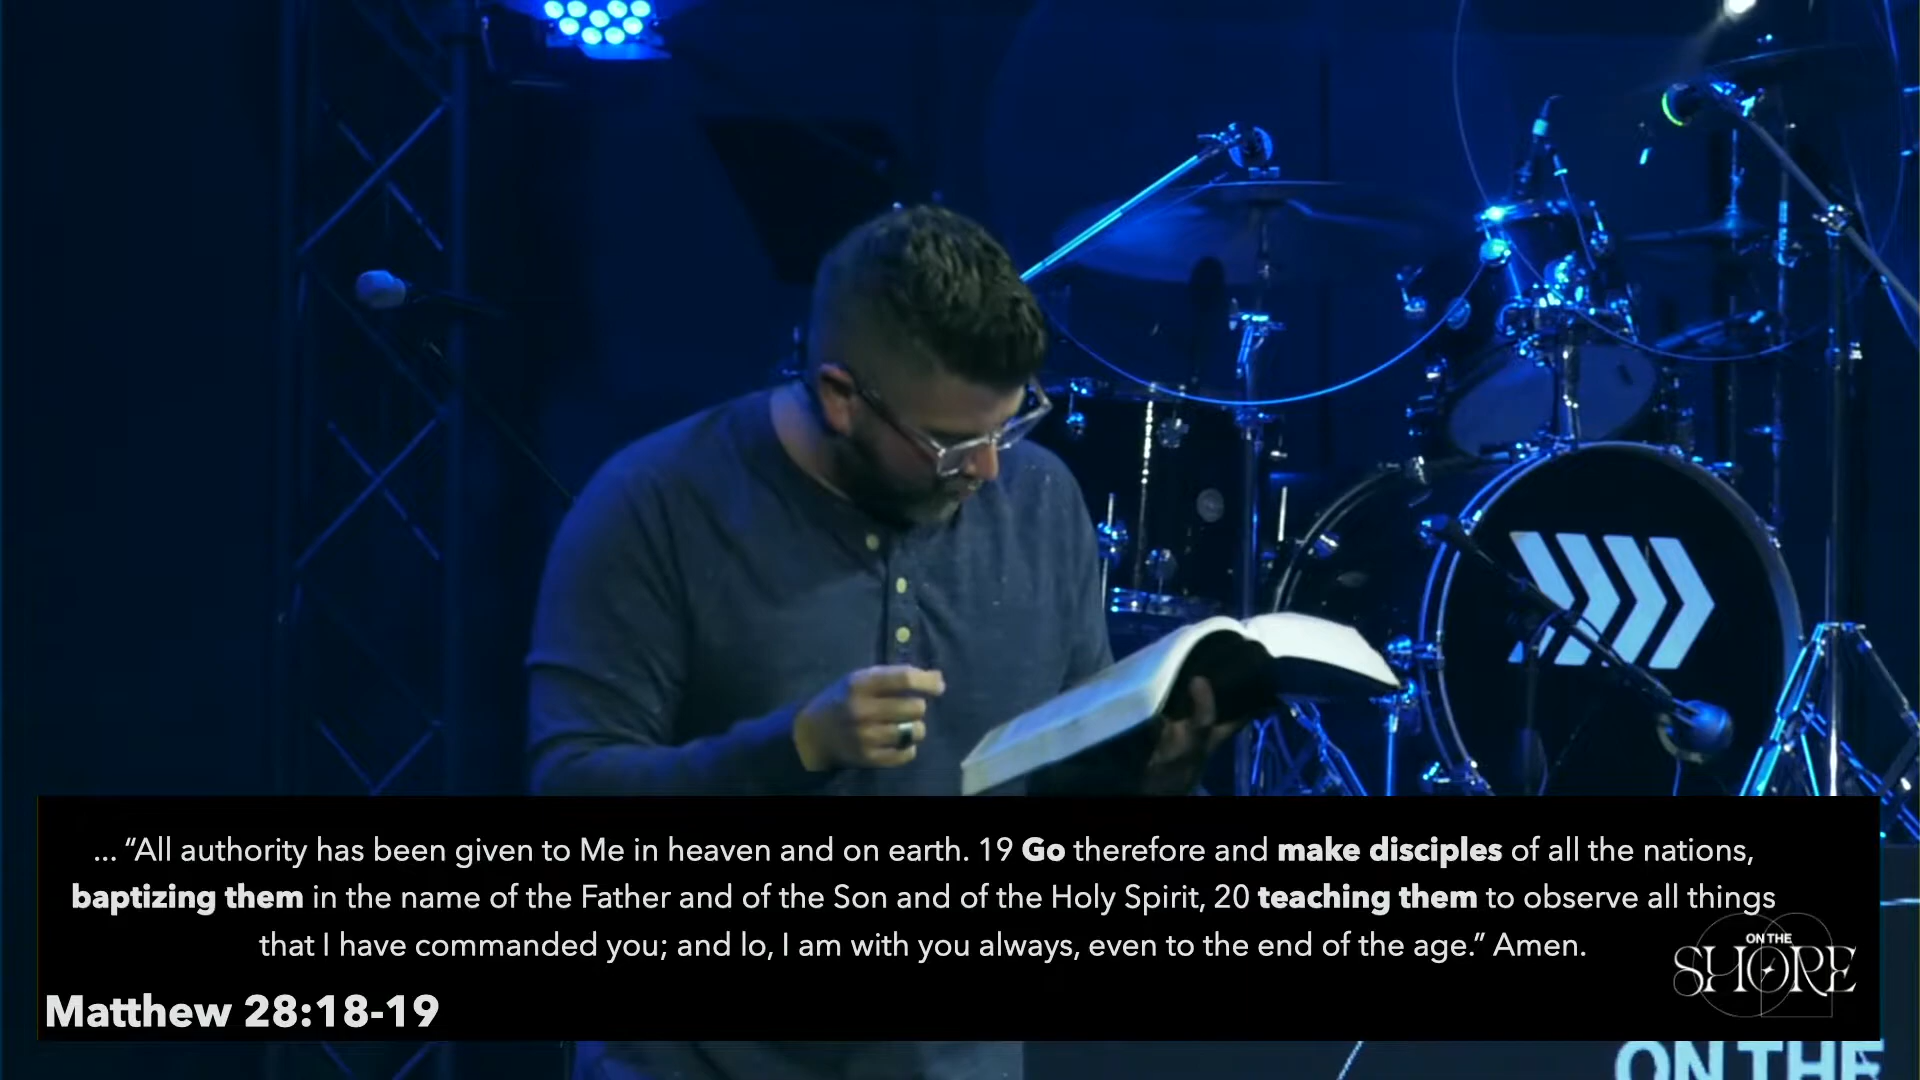 ... “All authority has been given to Me in heaven and on earth. 19 Go therefore and make disciples of all the nations,
baptizing them in the name of the Father and of the Son and of the Holy Spirit, 20 teaching them to observe all things
that I have commanded you; and lo, I am with you always, even to the end of the age.” Amen.
ON THE
SHORE
Matthew 28:18-19
ON THE